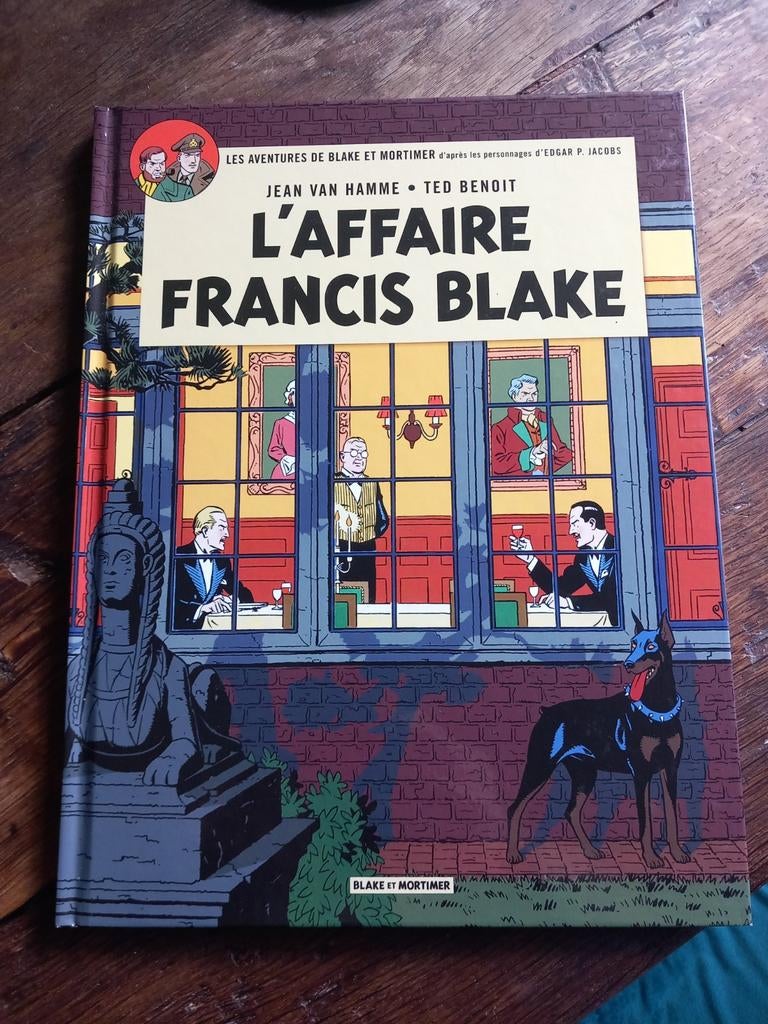 LES AVENTURES DE BLAKE ET MORTIMER d'après les personnages d'EDGAR P. JACOBS
JEAN VAN HAMME • TED BENOIT
L'AFFAIRE
FRANCIS BLAKE
BLAKE ET MORTIMER